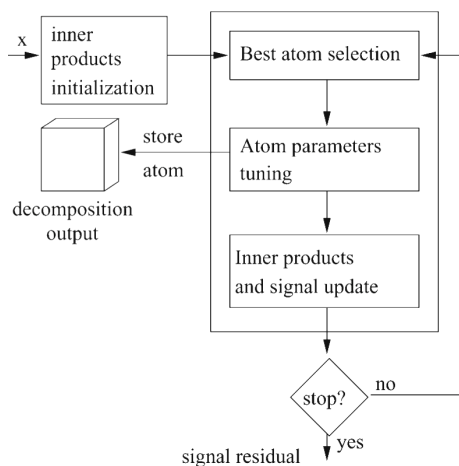 x
inner
products
initialization
Best atom selection
store
atom
Atom parameters
tuning
decomposition
output
Inner products
and signal update
stop?
no
yes
signal residual